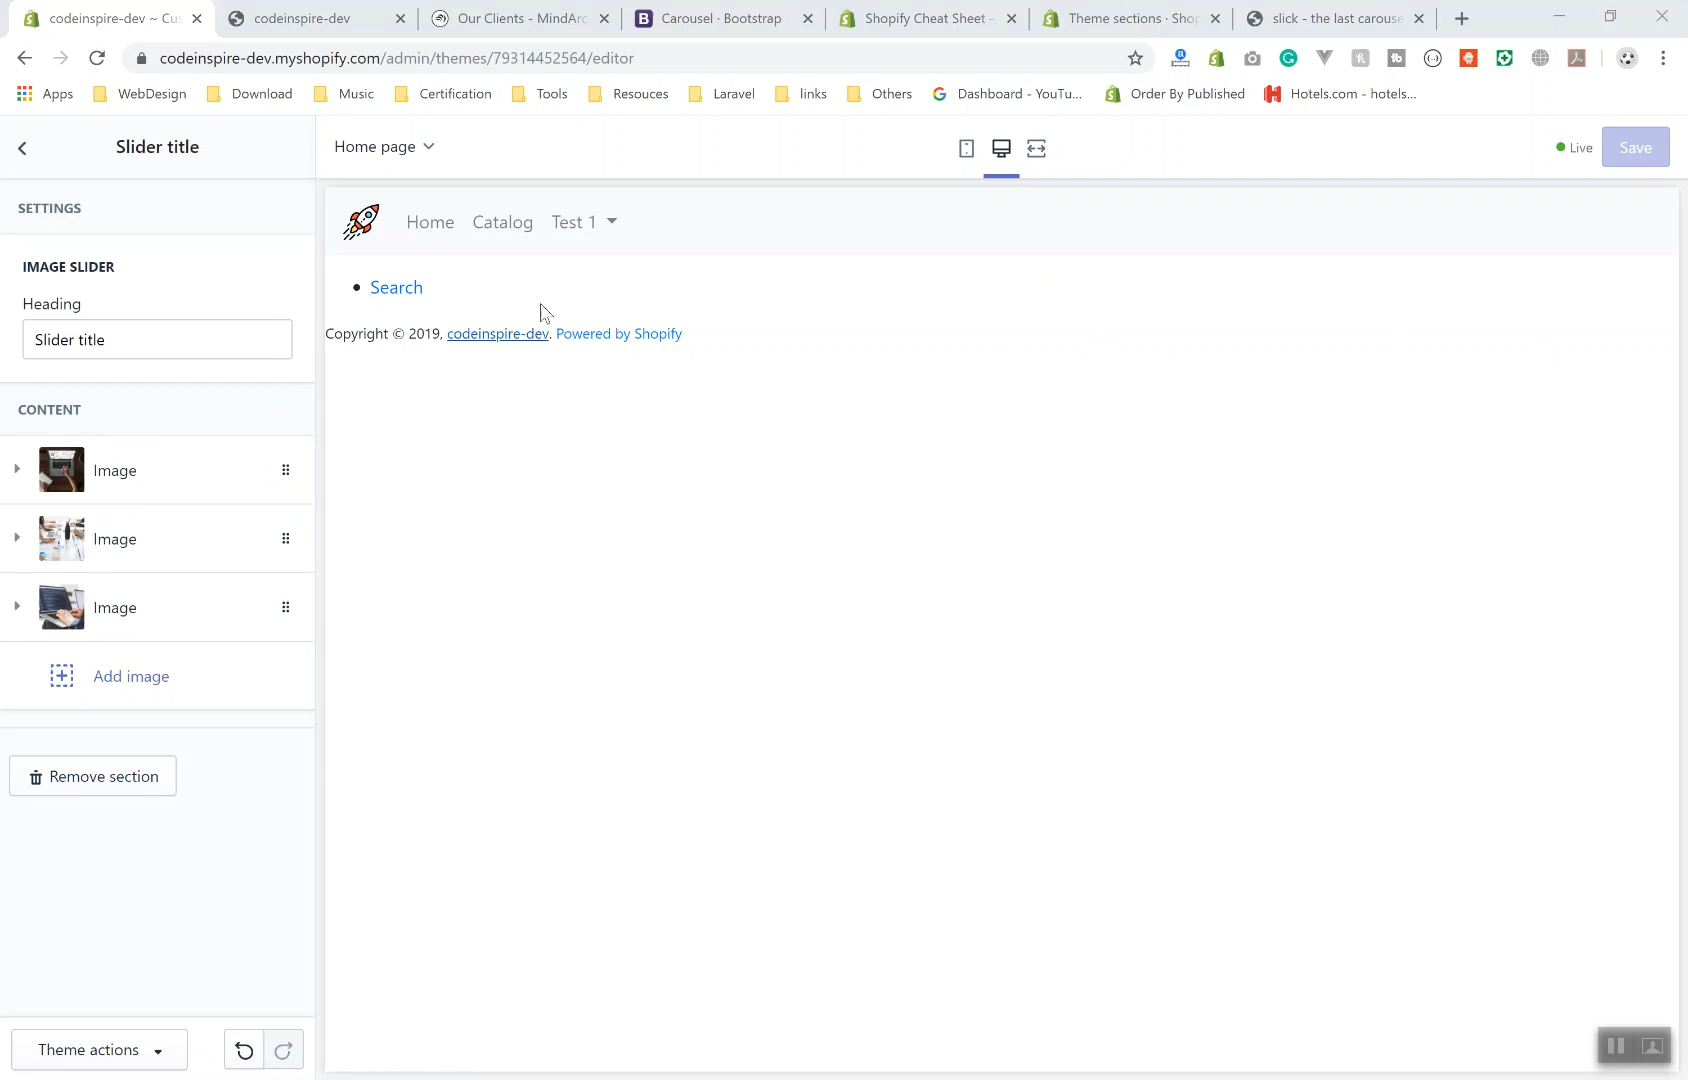 codeinspire-dev ~ Cus
codeinspire-dev
Our Clients - MindArc
Carousel · Bootstrap
Shopify Cheat Sheet -
Theme sections · Shop
slick - the last carouse
codeinspire-dev.myshopify.com/admin/themes/79314452564/editor
Apps
WebDesign
Download
Music
Certification
Tools
Resouces
Laravel
links
Others
Dashboard - YouTu...
Order By Published
Hotels.com - hotels...
Slider title
Home page
Live
Save
SETTINGS
Home
Catalog
Test 1
IMAGE SLIDER
Heading
Slider title
Search
Copyright © 2019, codeinspire-dev. Powered by Shopify
CONTENT
Image
Image
Image
Add image
Remove section
Theme actions